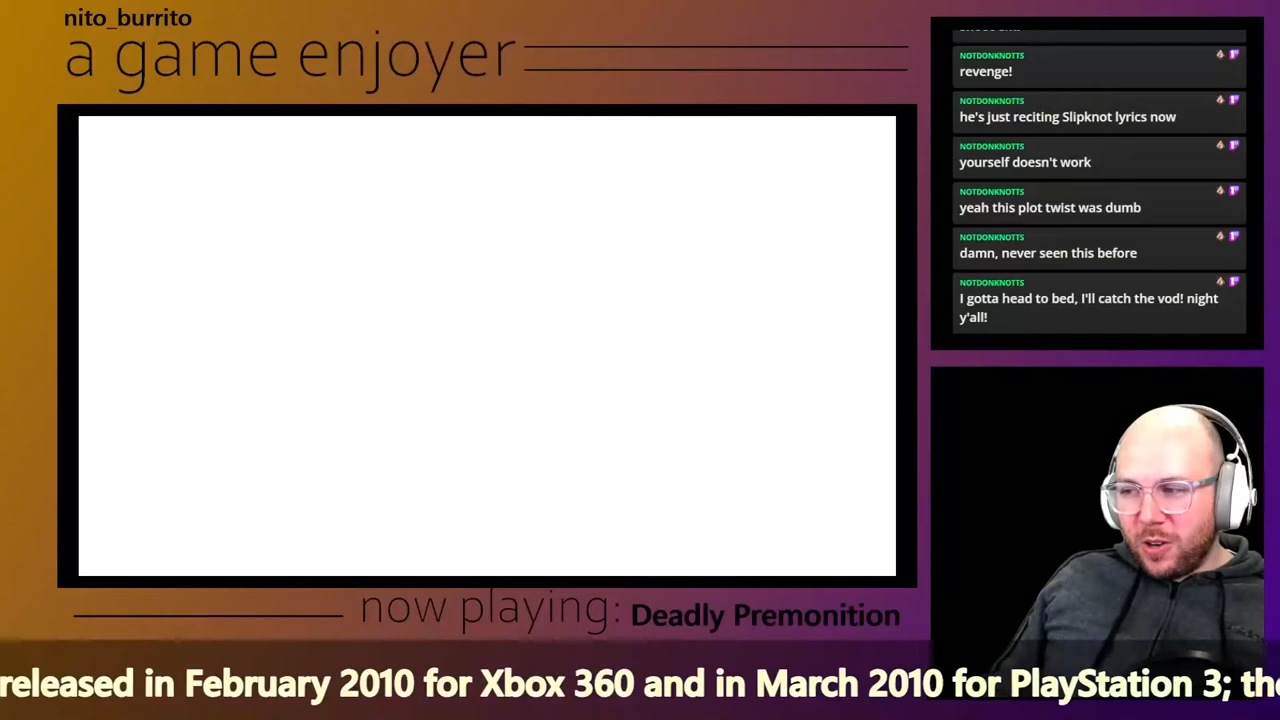 nito_burrito
a game enjoyer
NOTDONKNOTTS
revenge!
NOTDONKNOTTS
he's just reciting Slipknot lyrics now
NOTDONKNOTTS
yourself doesn't work
NOTDONKNOTTS
yeah this plot twist was dumb
NOTDONKNOTTS
damn, never seen this before
NOTDONKNOTTS
I gotta head to bed, I'll catch the vod! night
y'all!
now playing: Deadly Premonition
released in February 2010 for Xbox 360 and in March 2010 for PlayStation 3; the